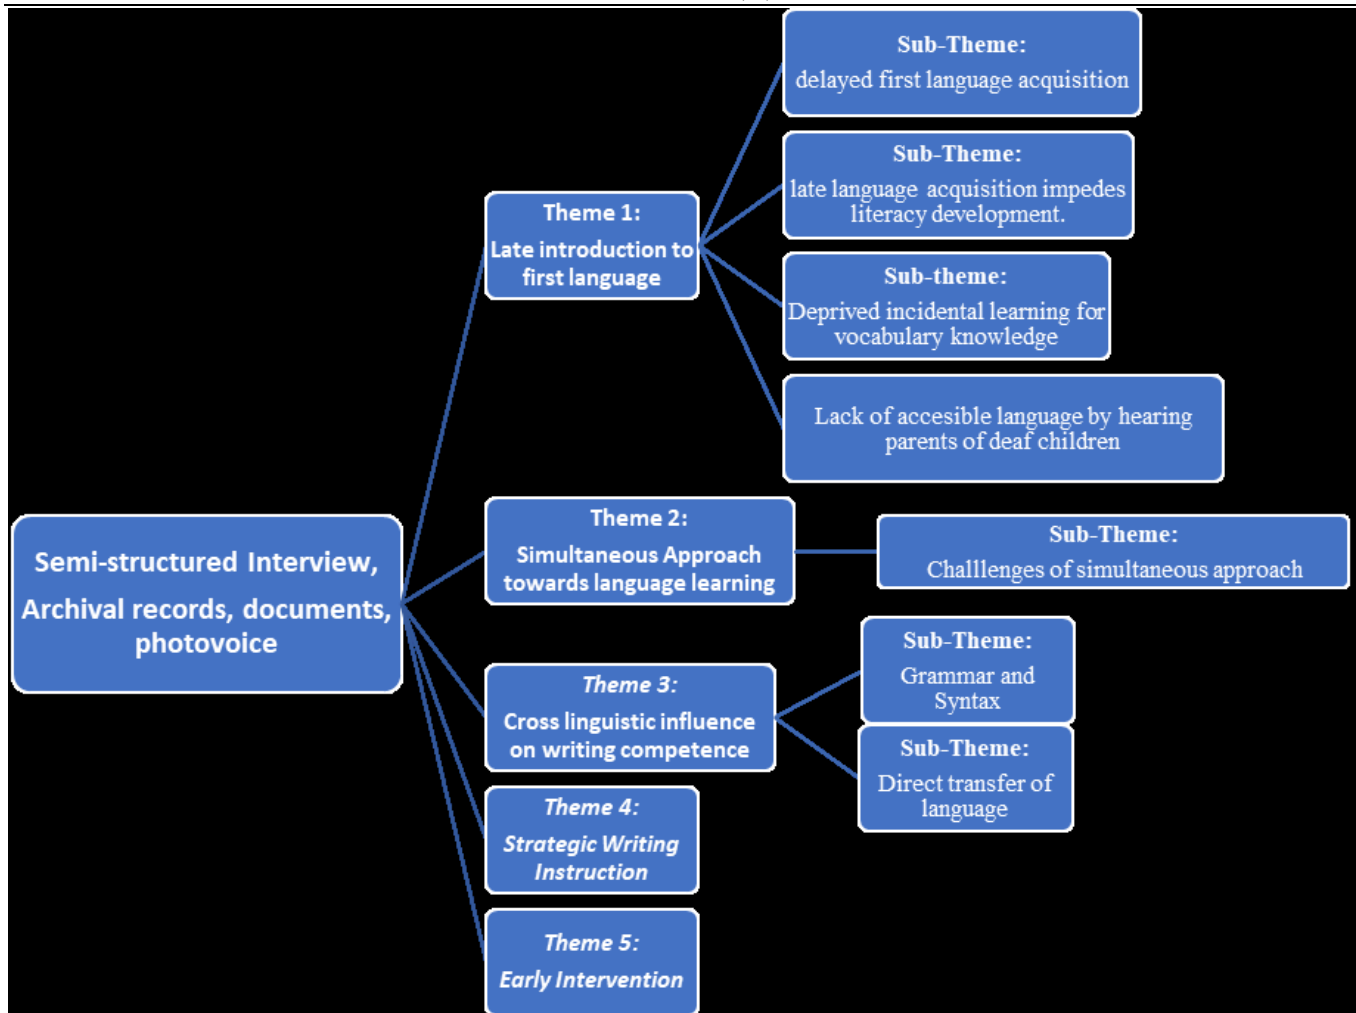 Semi-structured Interview,
Archival records, documents,
photovoice
Theme 1:
Late introduction to
first language
Sub-Theme:
delayed first language acquisition
Sub-Theme:
late language acquisition impedes
literacy development.
Sub-theme:
Deprived incidental learning for
vocabulary knowledge
Lack of accesible language by hearing
parents of deaf children
Theme 2:
Simultaneous Approach
towards language learning
Sub-Theme:
Challlenges of simultaneous approach
Theme 3:
Cross linguistic influence
on writing competence
Sub-Theme:
Grammar and
Syntax
Sub-Theme:
Direct transfer of
language
Theme 4:
Strategic Writing
Instruction
Theme 5:
Early Intervention